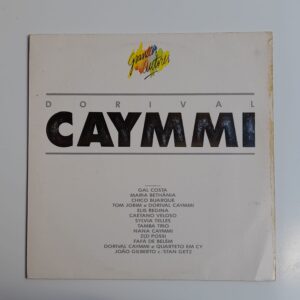 Grandes
Autores
DORIVAL
CAYMMI
GAL COSTA
MARIA BETHÂNIA
CHICO BUARQUE
TOM JOBIM e DORIVAL CAYMMI
ELIS REGINA
CAETANO VELOSO
SYLVIA TELLES
TAMBA TRIO
NANA CAYMMI
ZIZI POSSI
FAFÁ DE BELÉM
DORIVAL CAYMMI e QUARTETO EM CY
JOÃO GILBERTO e STAN GETZ